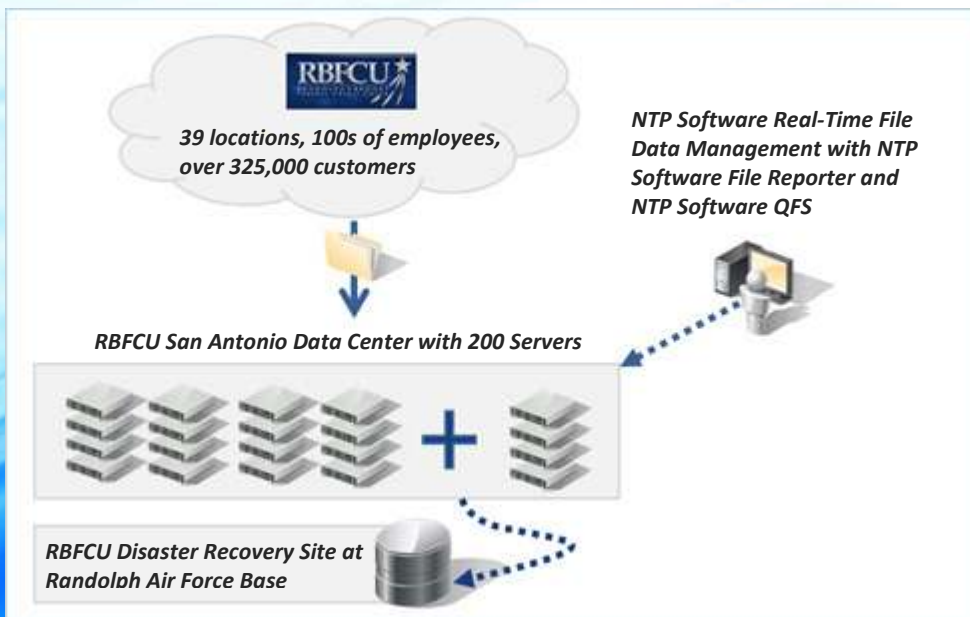 RBFCU
39 locations, 100s of employees,
over 325,000 customers
NTP Software Real-Time File
Data Management with NTP
Software File Reporter and
NTP Software QFS
RBFCU San Antonio Data Center with 200 Servers
RBFCU Disaster Recovery Site at
Randolph Air Force Base